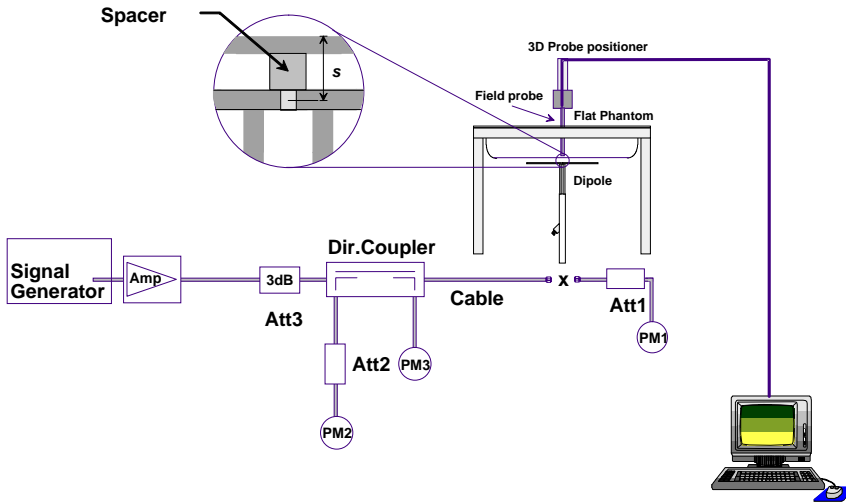 Spacer
s
3D Probe positioner
Field probe
Flat Phantom
Dipole
Dir.Coupler
Signal
Generator
Amp
3dB
Att3
Cable
x
Att1
PM1
Att2
PM3
PM2